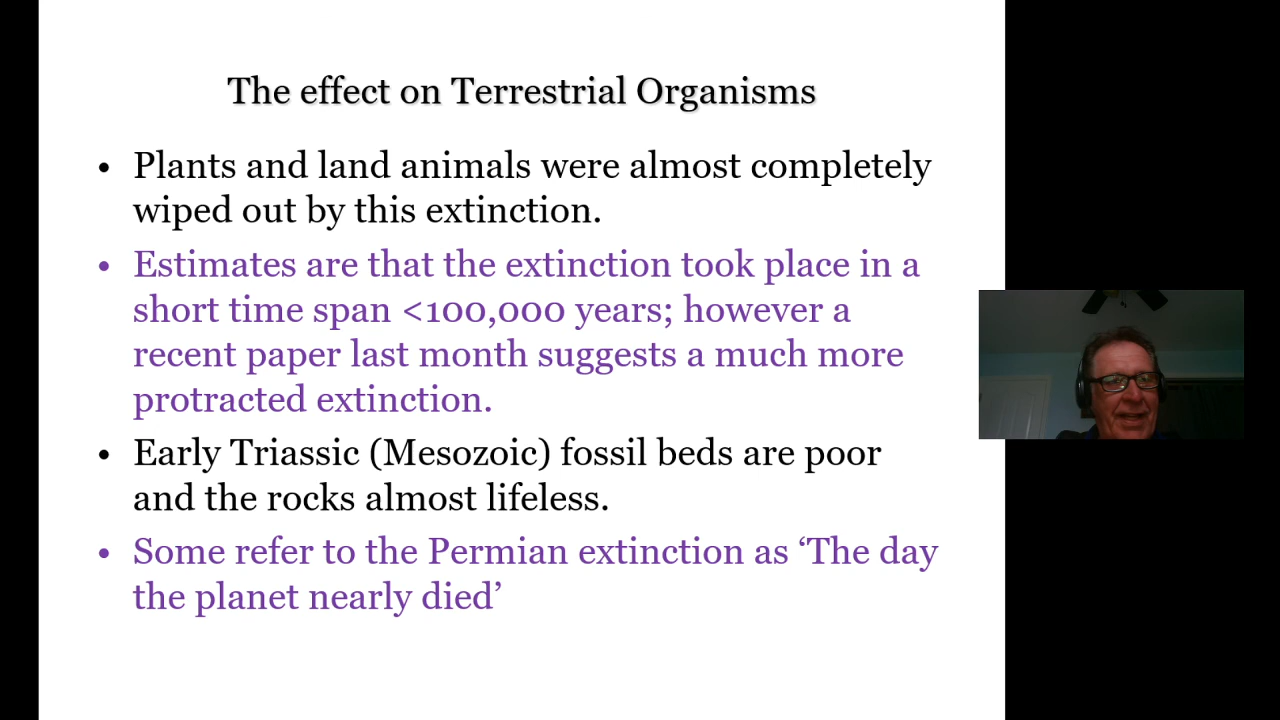 The effect on Terrestrial Organisms
• Plants and land animals were almost completely
wiped out by this extinction.
• Estimates are that the extinction took place in a
short time span <100,000 years; however a
recent paper last month suggests a much more
protracted extinction.
• Early Triassic (Mesozoic) fossil beds are poor
and the rocks almost lifeless.
• Some refer to the Permian extinction as ‘The day
the planet nearly died’